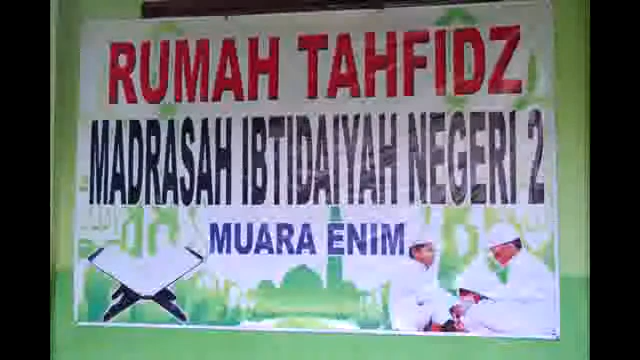 RUMAH TAHFIDZ
MADRASAH IBTIDAIYAH NEGERI 2
MUARA ENIM